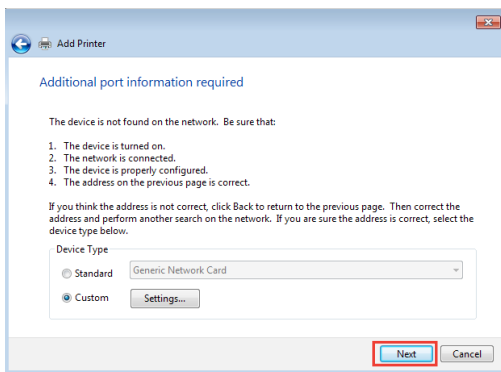 Add Printer
Additional port information required
The device is not found on the network. Be sure that:
1. The device is turned on.
2. The network is connected.
3. The device is properly configured.
4. The address on the previous page is correct.
If you think the address is not correct, click Back to return to the previous page. Then correct the
address and perform another search on the network. If you are sure the address is correct, select the
device type below.
Device Type
Standard
Generic Network Card
Custom
Settings...
Next
Cancel